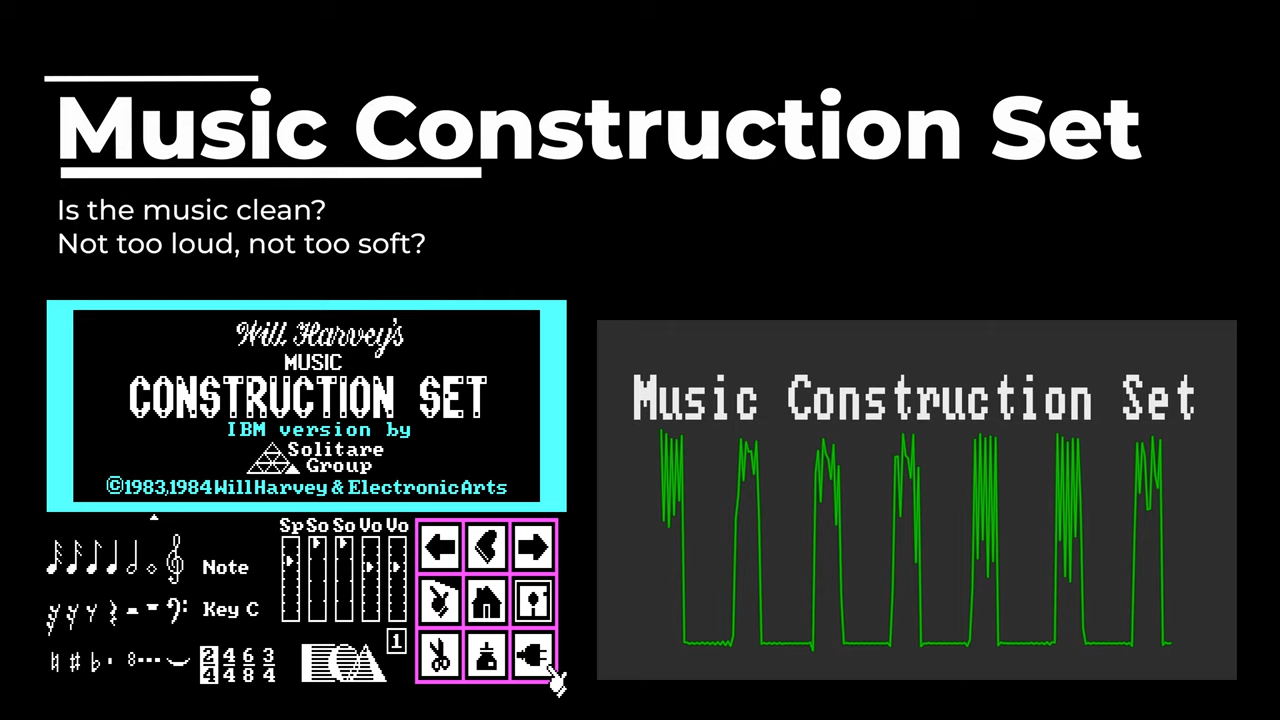 Music Construction Set
Is the music clean?
Not too loud, not too soft?
Will Harvey's
MUSIC
CONSTRUCTION SET
IBM version by
Solitare
Group
©1983,1984 Will Harvey & Electronic Arts
Sp So So Vo Vo
Note
Key C
1
2/4 4/4 6/8 3/4
Music Construction Set